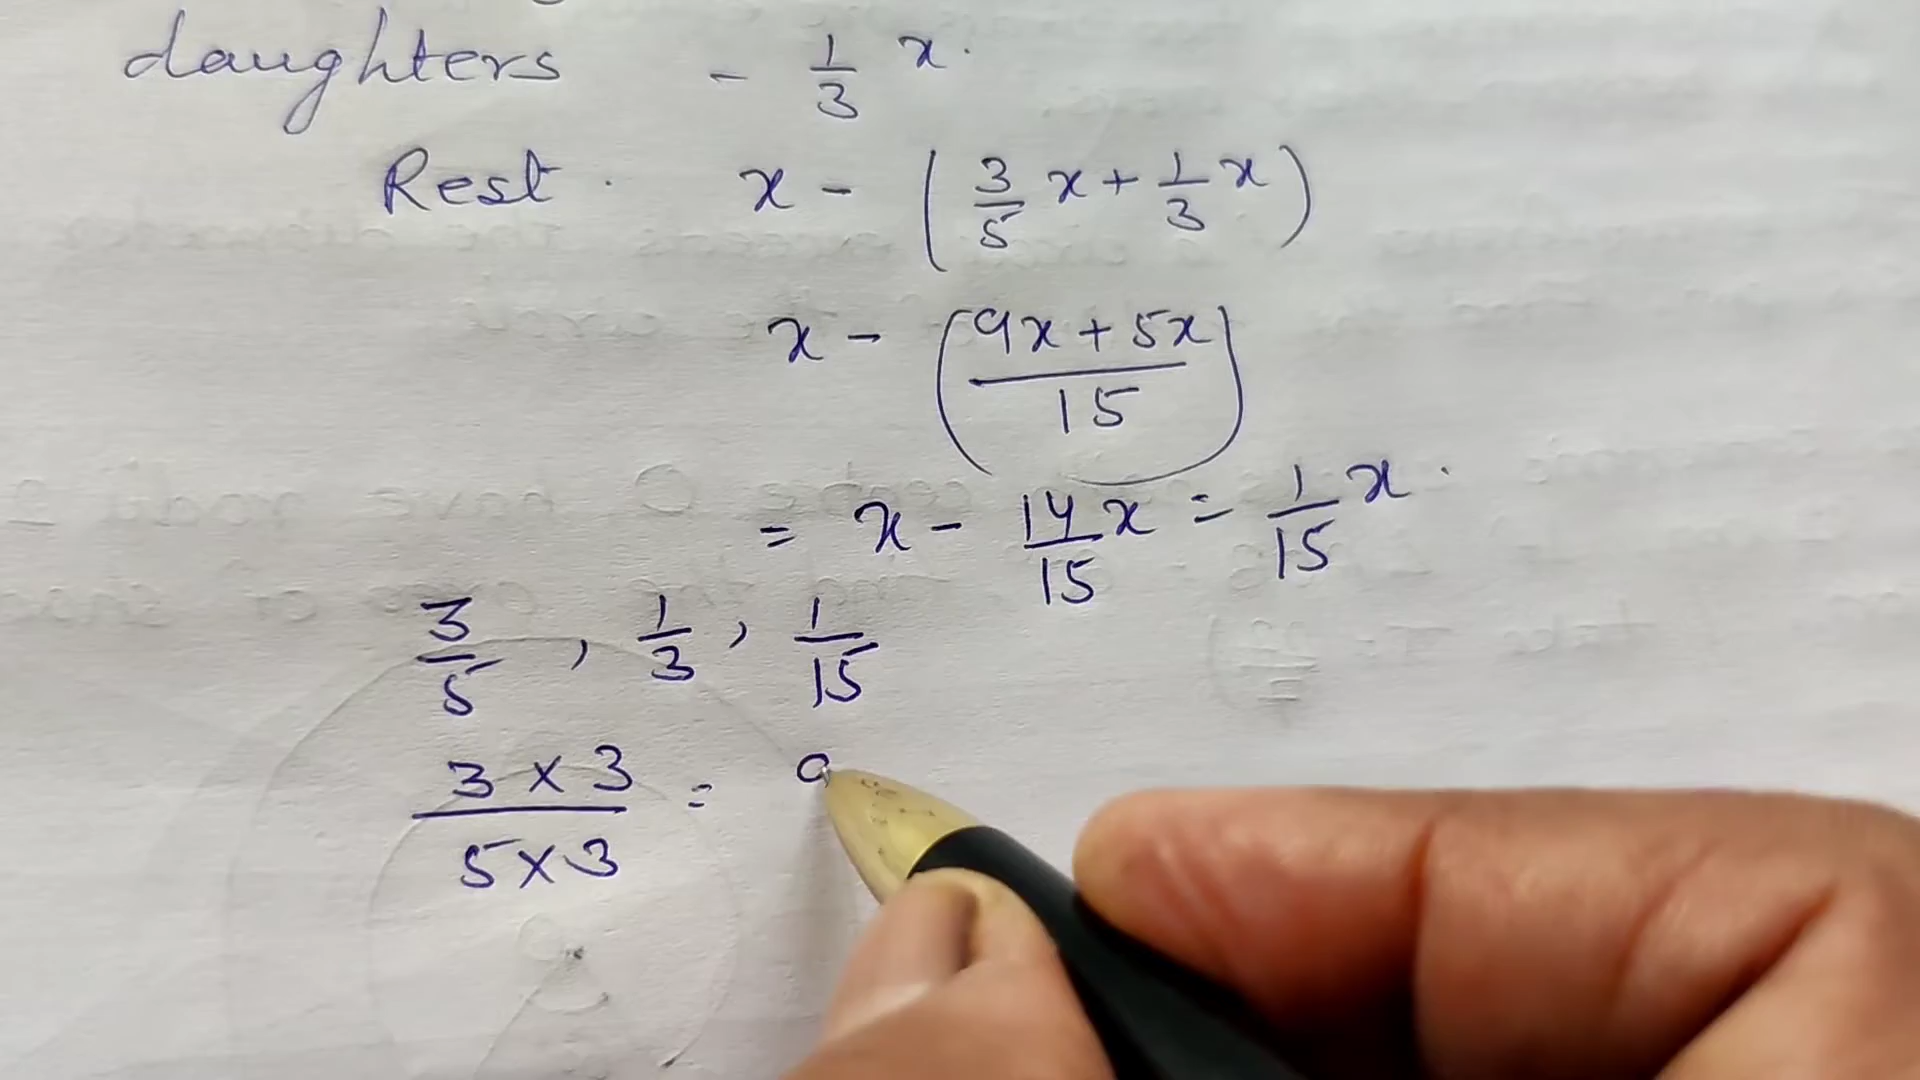 daughters - 1/3 x.
Rest. x - (3/5 x + 1/3 x)
x - (9x + 5x / 15)
= x - 14/15 x = 1/15 x.
3/5 , 1/3 , 1/15
3 x 3 / 5 x 3 = 9